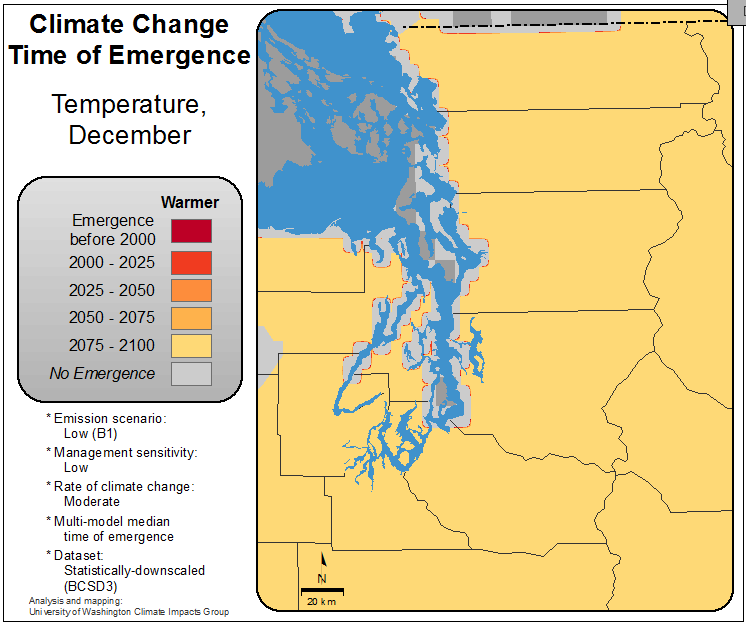 Climate Change
Time of Emergence
Temperature,
December
Warmer
Emergence
before 2000
2000 - 2025
2025 - 2050
2050 - 2075
2075 - 2100
No Emergence
* Emission scenario:
Low (B1)
* Management sensitivity:
Low
* Rate of climate change:
Moderate
* Multi-model median
time of emergence
* Dataset:
Statistically-downscaled
(BCSD3)
Analysis and mapping:
University of Washington Climate Impacts Group
N
20 km